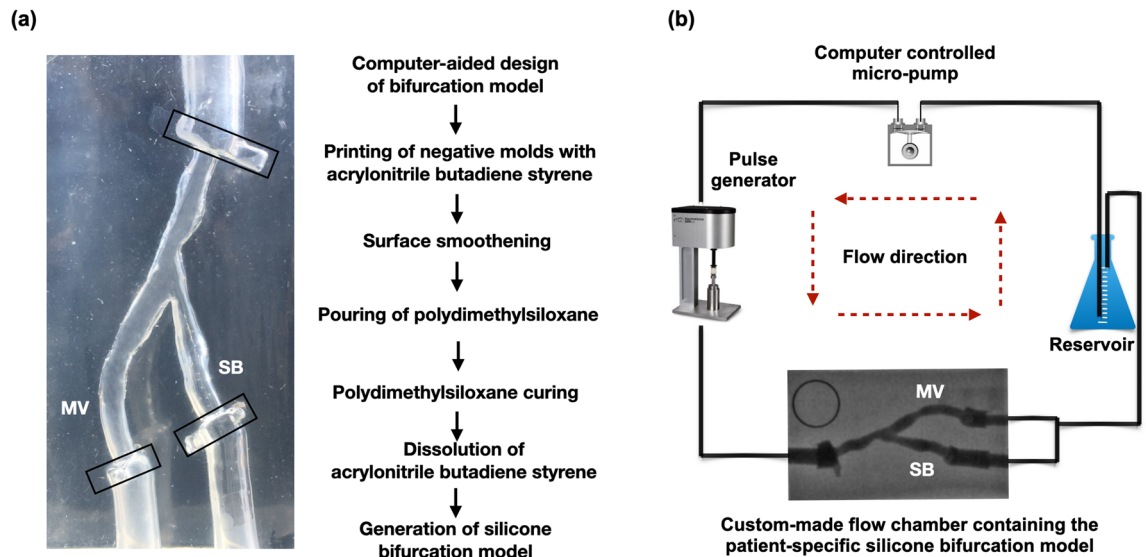 (a)
MV
SB
Computer-aided design
of bifurcation model
Printing of negative molds with
acrylonitrile butadiene styrene
Surface smoothening
Pouring of polydimethylsiloxane
Polydimethylsiloxane curing
Dissolution of
acrylonitrile butadiene styrene
Generation of silicone
bifurcation model
(b)
Computer controlled
micro-pump
Pulse
generator
Flow direction
Reservoir
MV
SB
Custom-made flow chamber containing the
patient-specific silicone bifurcation model